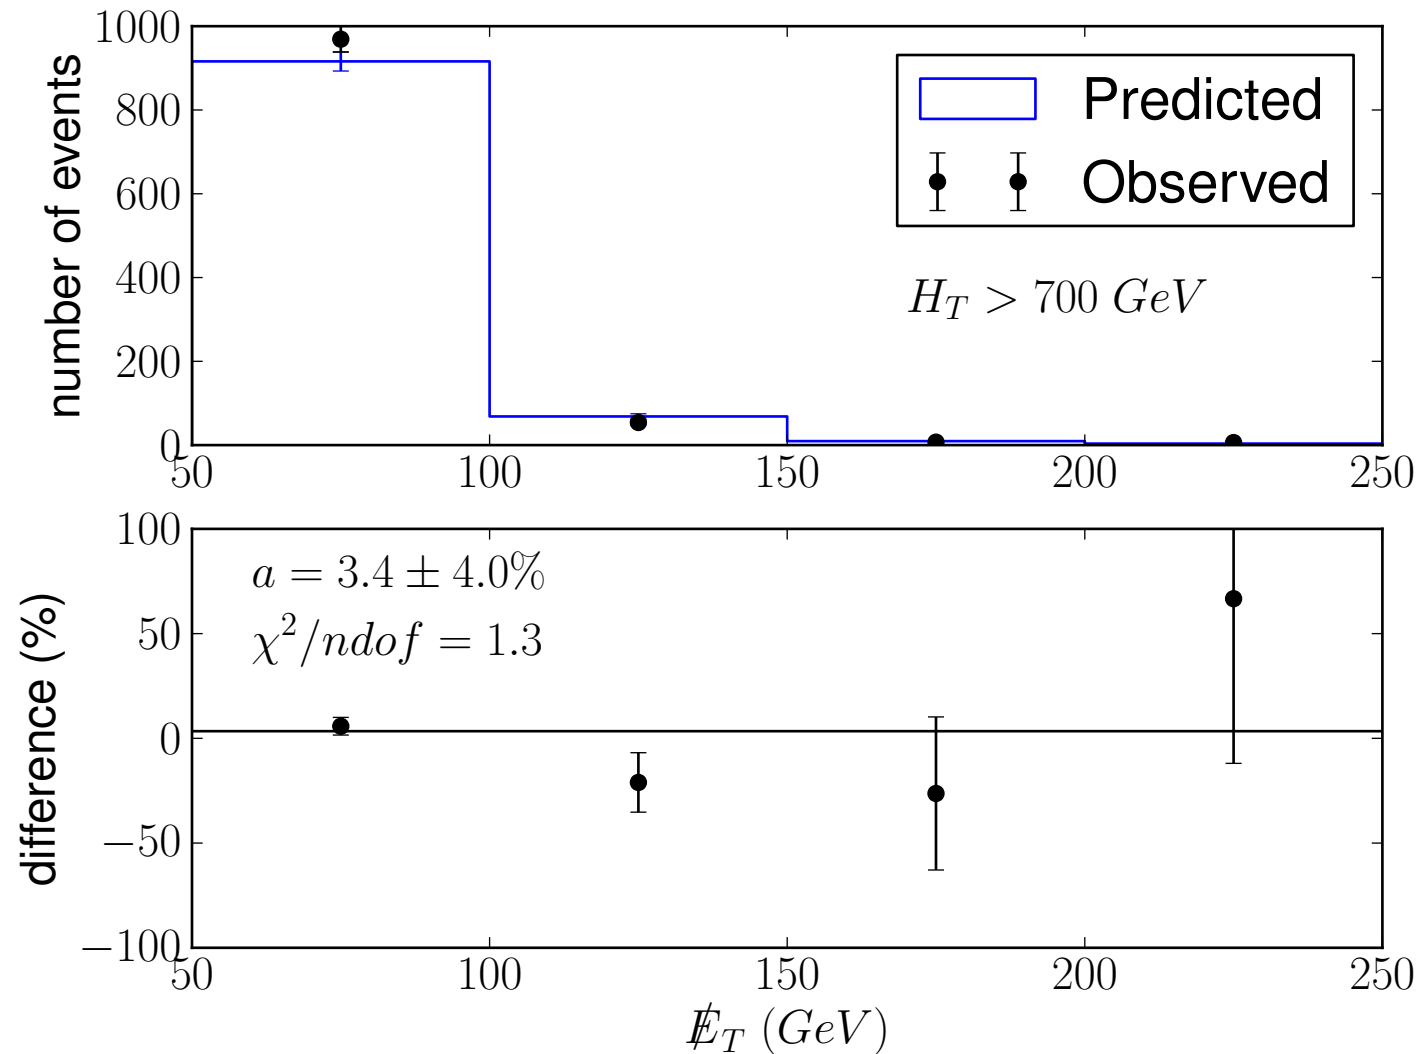 1000
800
600
400
200
0
number of events
Predicted
Observed
H_T > 700 GeV
50 100 150 200 250
100
50
0
−50
−100
difference (%)
a = 3.4 ± 4.0%
χ²/ndof = 1.3
50 100 150 200 250
E̸_T (GeV)